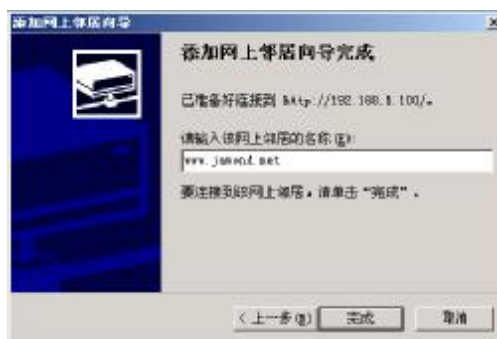 添加网上邻居向导
添加网上邻居向导完成
已准备好连接到 http://192.168.1.100/。
请输入该网上邻居的名称(E):
要连接到该网上邻居，请单击“完成”。
<上一步(B) 完成 取消